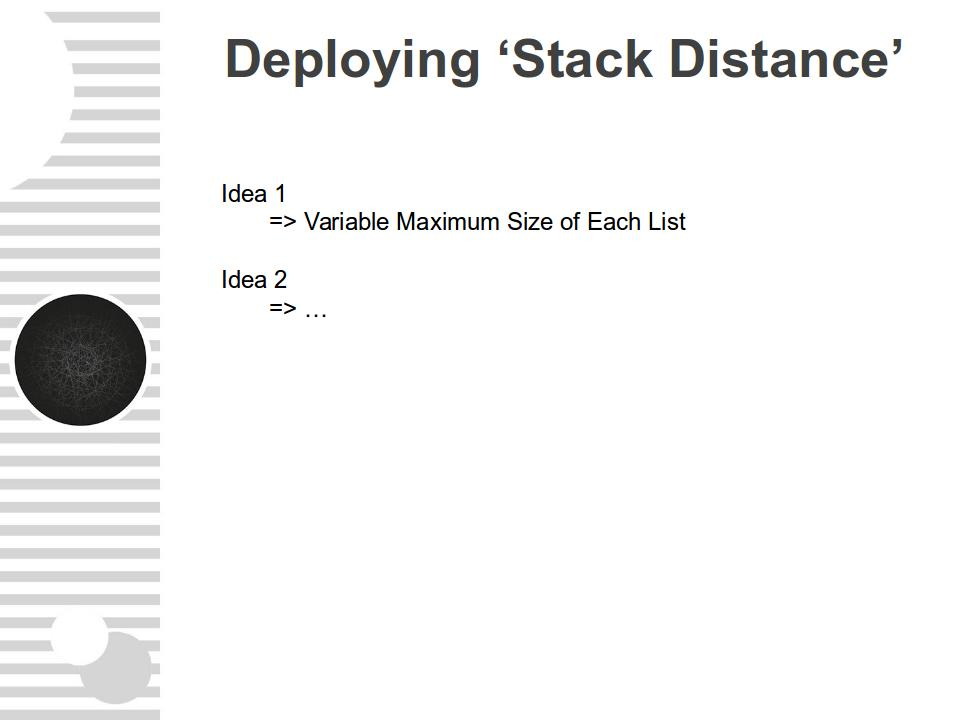 Deploying ‘Stack Distance’
Idea 1
=> Variable Maximum Size of Each List
Idea 2
=> …